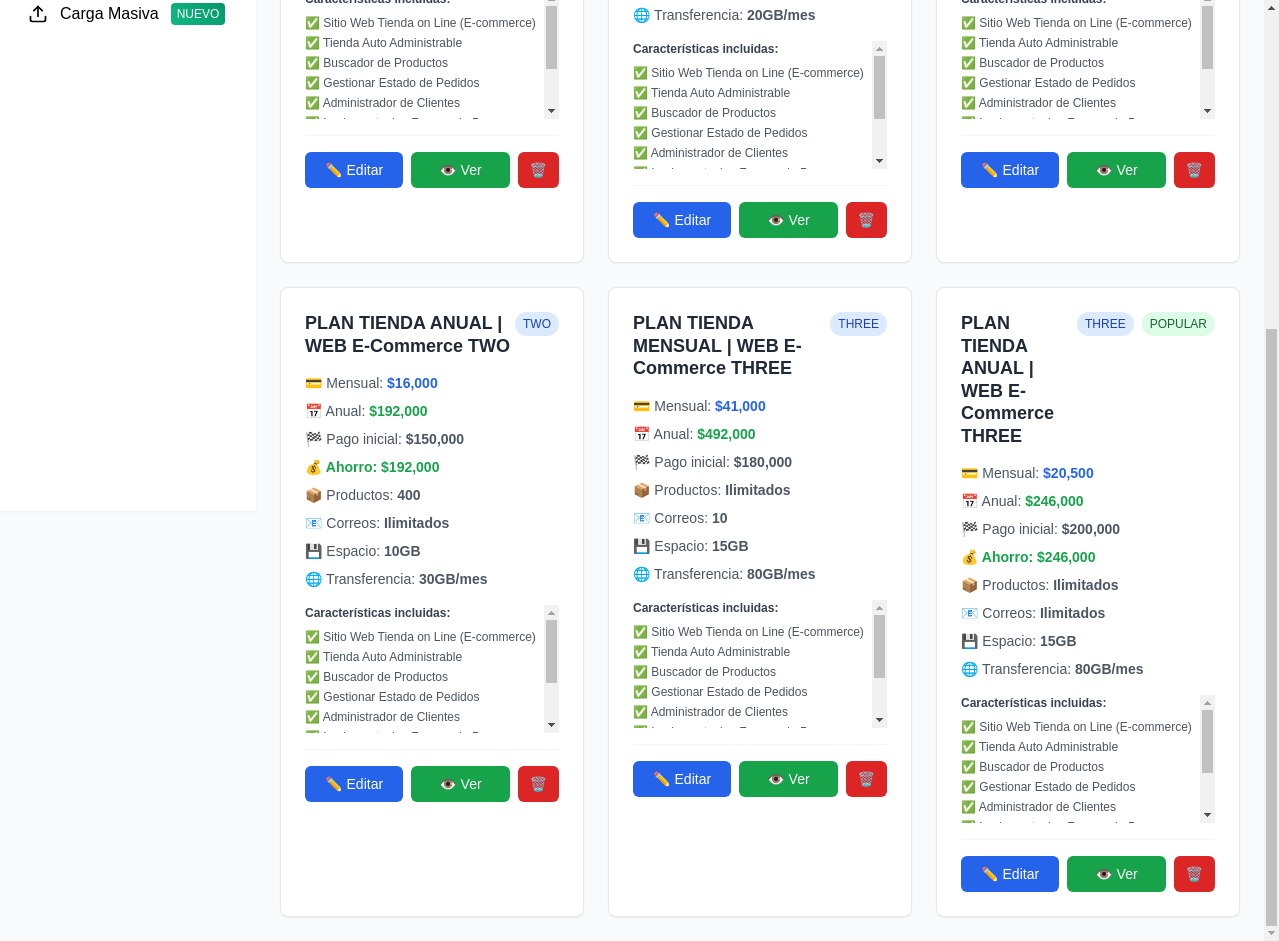 Carga Masiva NUEVO
Características incluidas:
✅ Sitio Web Tienda on Line (E-commerce)
✅ Tienda Auto Administrable
✅ Buscador de Productos
✅ Gestionar Estado de Pedidos
✅ Administrador de Clientes
✏️ Editar
👁️ Ver
🗑️
🌐 Transferencia: 20GB/mes
Características incluidas:
✅ Sitio Web Tienda on Line (E-commerce)
✅ Tienda Auto Administrable
✅ Buscador de Productos
✅ Gestionar Estado de Pedidos
✅ Administrador de Clientes
✏️ Editar
👁️ Ver
🗑️
Características incluidas:
✅ Sitio Web Tienda on Line (E-commerce)
✅ Tienda Auto Administrable
✅ Buscador de Productos
✅ Gestionar Estado de Pedidos
✅ Administrador de Clientes
✏️ Editar
👁️ Ver
🗑️
PLAN TIENDA ANUAL |
WEB E-Commerce TWO
TWO
💳 Mensual: $16,000
📅 Anual: $192,000
🏁 Pago inicial: $150,000
💰 Ahorro: $192,000
📦 Productos: 400
📧 Correos: Ilimitados
💾 Espacio: 10GB
🌐 Transferencia: 30GB/mes
Características incluidas:
✅ Sitio Web Tienda on Line (E-commerce)
✅ Tienda Auto Administrable
✅ Buscador de Productos
✅ Gestionar Estado de Pedidos
✅ Administrador de Clientes
✏️ Editar
👁️ Ver
🗑️
PLAN TIENDA
MENSUAL | WEB E-
Commerce THREE
THREE
💳 Mensual: $41,000
📅 Anual: $492,000
🏁 Pago inicial: $180,000
📦 Productos: Ilimitados
📧 Correos: 10
💾 Espacio: 15GB
🌐 Transferencia: 80GB/mes
Características incluidas:
✅ Sitio Web Tienda on Line (E-commerce)
✅ Tienda Auto Administrable
✅ Buscador de Productos
✅ Gestionar Estado de Pedidos
✅ Administrador de Clientes
✏️ Editar
👁️ Ver
🗑️
PLAN
TIENDA
ANUAL |
WEB E-
Commerce
THREE
THREE
POPULAR
💳 Mensual: $20,500
📅 Anual: $246,000
🏁 Pago inicial: $200,000
💰 Ahorro: $246,000
📦 Productos: Ilimitados
📧 Correos: Ilimitados
💾 Espacio: 15GB
🌐 Transferencia: 80GB/mes
Características incluidas:
✅ Sitio Web Tienda on Line (E-commerce)
✅ Tienda Auto Administrable
✅ Buscador de Productos
✅ Gestionar Estado de Pedidos
✅ Administrador de Clientes
✏️ Editar
👁️ Ver
🗑️